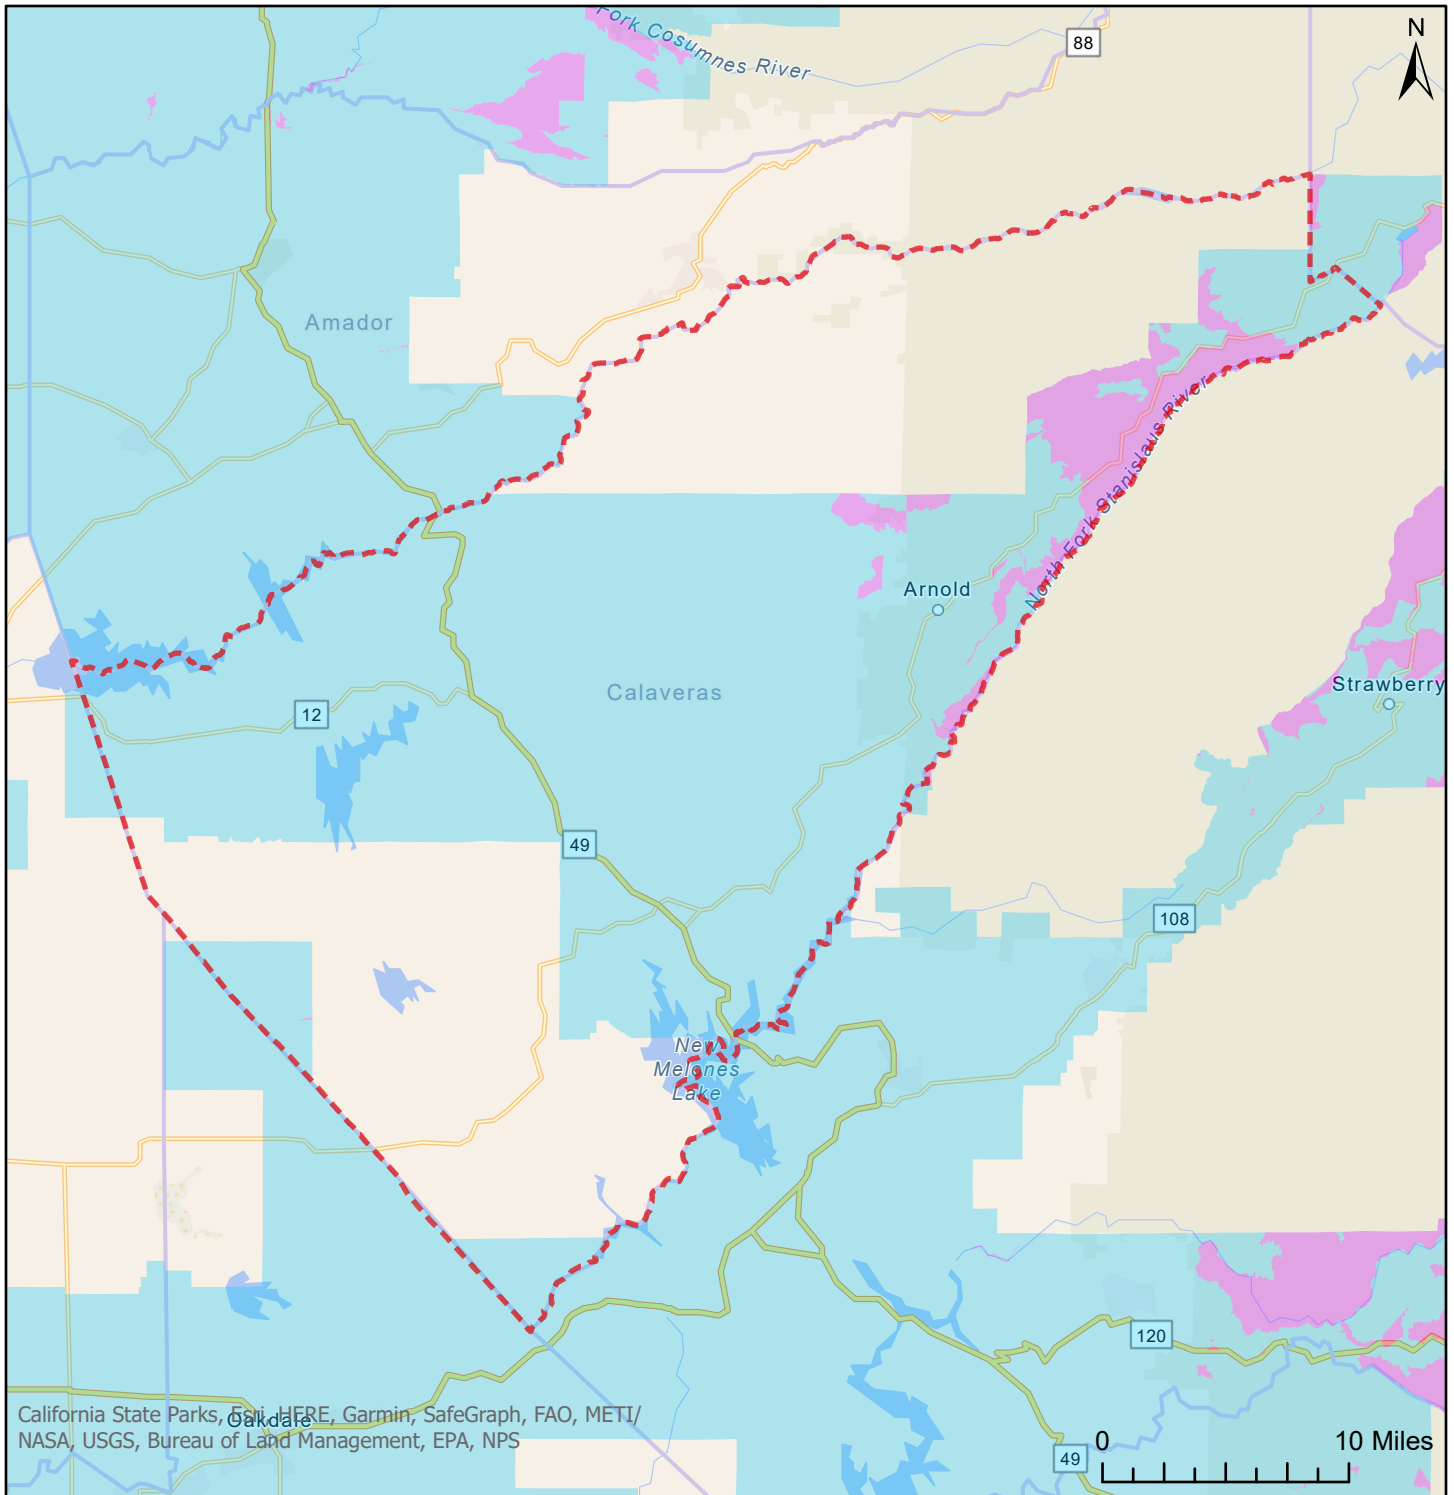 Fork Cosumnes River
88
N
Amador
North Fork Stanislaus River
Arnold
Strawberry
Calaveras
12
49
108
New
Melones
Lake
120
California State Parks, Esri, HERE, Garmin, SafeGraph, FAO, METI/
Oakdale
NASA, USGS, Bureau of Land Management, EPA, NPS
49
0 10 Miles